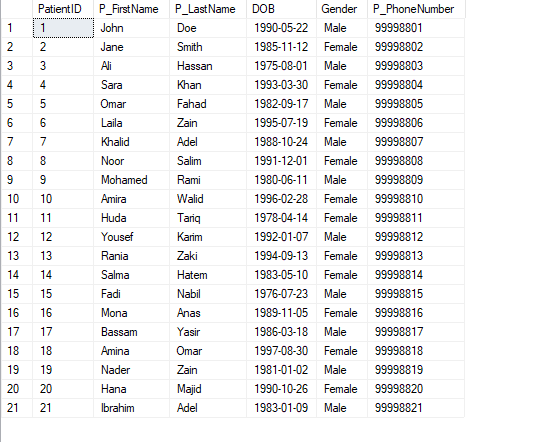 PatientID P_FirstName P_LastName DOB Gender P_PhoneNumber
1 1 John Doe 1990-05-22 Male 99998801
2 2 Jane Smith 1985-11-12 Female 99998802
3 3 Ali Hassan 1975-08-01 Male 99998803
4 4 Sara Khan 1993-03-30 Female 99998804
5 5 Omar Fahad 1982-09-17 Male 99998805
6 6 Laila Zain 1995-07-19 Female 99998806
7 7 Khalid Adel 1988-10-24 Male 99998807
8 8 Noor Salim 1991-12-01 Female 99998808
9 9 Mohamed Rami 1980-06-11 Male 99998809
10 10 Amira Walid 1996-02-28 Female 99998810
11 11 Huda Tariq 1978-04-14 Female 99998811
12 12 Yousef Karim 1992-01-07 Male 99998812
13 13 Rania Zaki 1994-09-13 Female 99998813
14 14 Salma Hatem 1983-05-10 Female 99998814
15 15 Fadi Nabil 1976-07-23 Male 99998815
16 16 Mona Anas 1989-11-05 Female 99998816
17 17 Bassam Yasir 1986-03-18 Male 99998817
18 18 Amina Omar 1997-08-30 Female 99998818
19 19 Nader Zain 1981-01-02 Male 99998819
20 20 Hana Majid 1990-10-26 Female 99998820
21 21 Ibrahim Adel 1983-01-09 Male 99998821